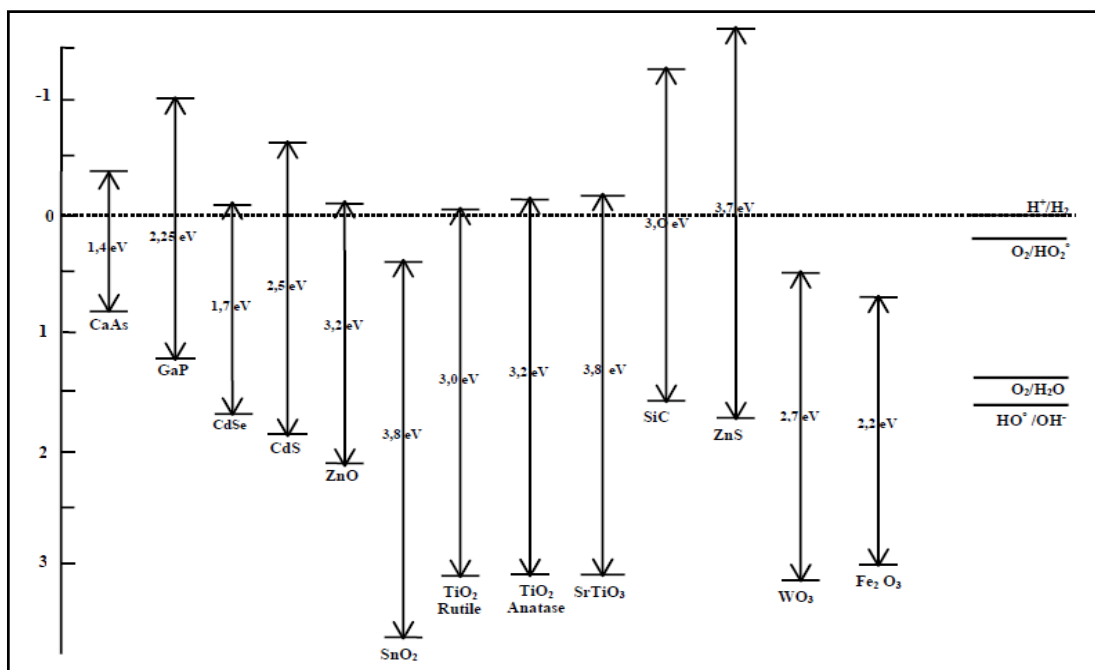 -1
0
1
2
3
1,4 eV
CaAs
2,25 eV
GaP
1,7 eV
CdSe
2,5 eV
CdS
3,2 eV
ZnO
3,8 eV
SnO₂
3,0 eV
TiO₂
Rutile
3,2 eV
TiO₂
Anatase
3,8 eV
SrTiO₃
3,0 eV
SiC
3,7 eV
ZnS
2,7 eV
WO₃
2,2 eV
Fe₂ O₃
H⁺/H₂
O₂/HO₂°
O₂/H₂O
HO° /OH⁻